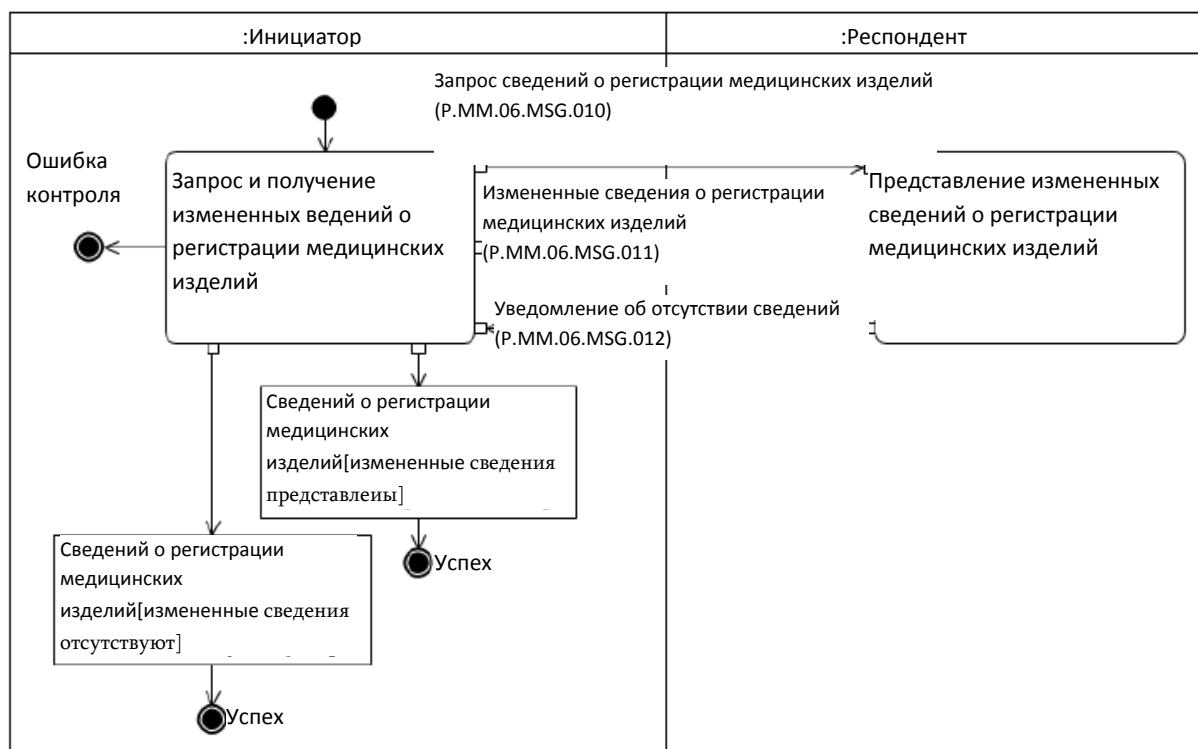 :Инициатор
:Респондент
Запрос сведений о регистрации медицинских изделий
(P.MM.06.MSG.010)
Ошибка
контроля
Запрос и получение
измененных ведений о
регистрации медицинских
изделий
Измененные сведения о регистрации
медицинских изделий
(P.MM.06.MSG.011)
Уведомление об отсутствии сведений
(P.MM.06.MSG.012)
Представление измененных
сведений о регистрации
медицинских изделий
Сведений о регистрации
медицинских
изделий[измененные сведения
представлеиы]
Успех
Сведений о регистрации
медицинских
изделий[измененные сведения
отсутствуют]
Успех